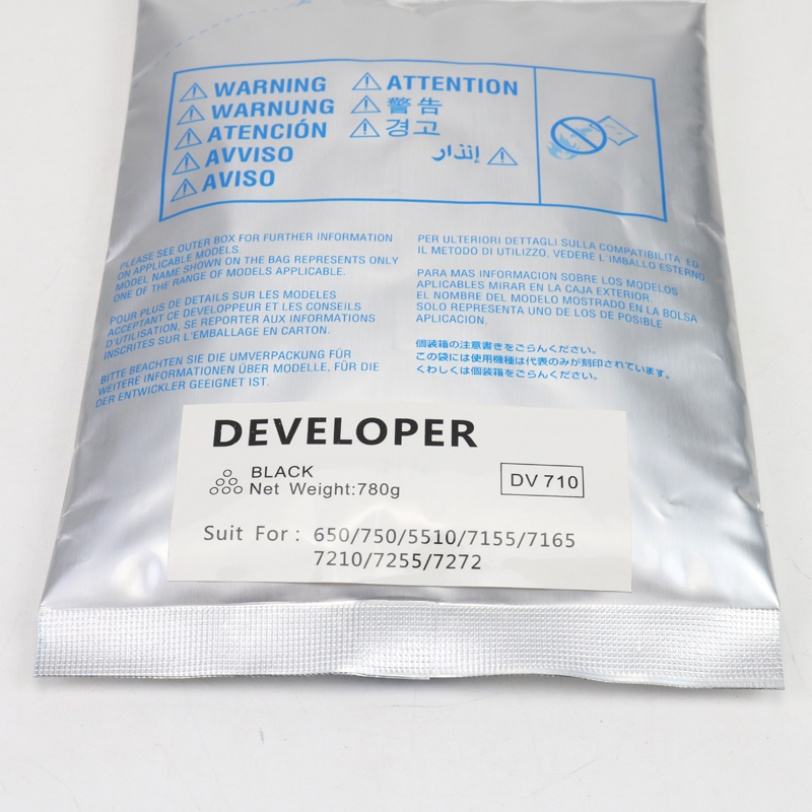 WARNING
WARNUNG
ATENCIÓN
AVVISO
AVISO
ATTENTION
警告
경고
إنذار
PLEASE SEE OUTER BOX FOR FURTHER INFORMATION
ON APPLICABLE MODELS.
MODEL NAME SHOWN ON THE BAG REPRESENTS ONLY
ONE OF THE RANGE OF MODELS APPLICABLE.
POUR PLUS DE DETAILS SUR LES MODELES
ACCEPTANT CE DEVELOPPEUR ET LES CONSEILS
D'UTILISATION, SE REPORTER AUX INFORMATIONS
INSCRITES SUR L'EMBALLAGE EN CARTON.
BITTE BEACHTEN SIE DIE UMVERPACKUNG FÜR
WEITERE INFORMATIONEN ÜBER MODELLE, FÜR DIE
DER ENTWICKLER GEEIGNET IST.
PER ULTERIORI DETTAGLI SULLA COMPATIBILITA' ED
IL METODO DI UTILIZZO, VEDERE L'IMBALLO ESTERNO.
PARA MAS INFORMACION SOBRE LOS MODELOS
APLICABLES MIRAR EN LA CAJA EXTERIOR.
EL NOMBRE DEL MODELO MOSTRADO EN LA BOLSA
SOLO REPRESENTA UNO DE LOS DE POSIBLE
APLICACION.
個装箱の注意書きをごらんください。
この袋には使用機種は代表のみが刻印されています。
くわしくは個装箱をごらんください。
DEVELOPER
BLACK
Net Weight:780g
DV 710
Suit For: 650/750/5510/7155/7165
7210/7255/7272